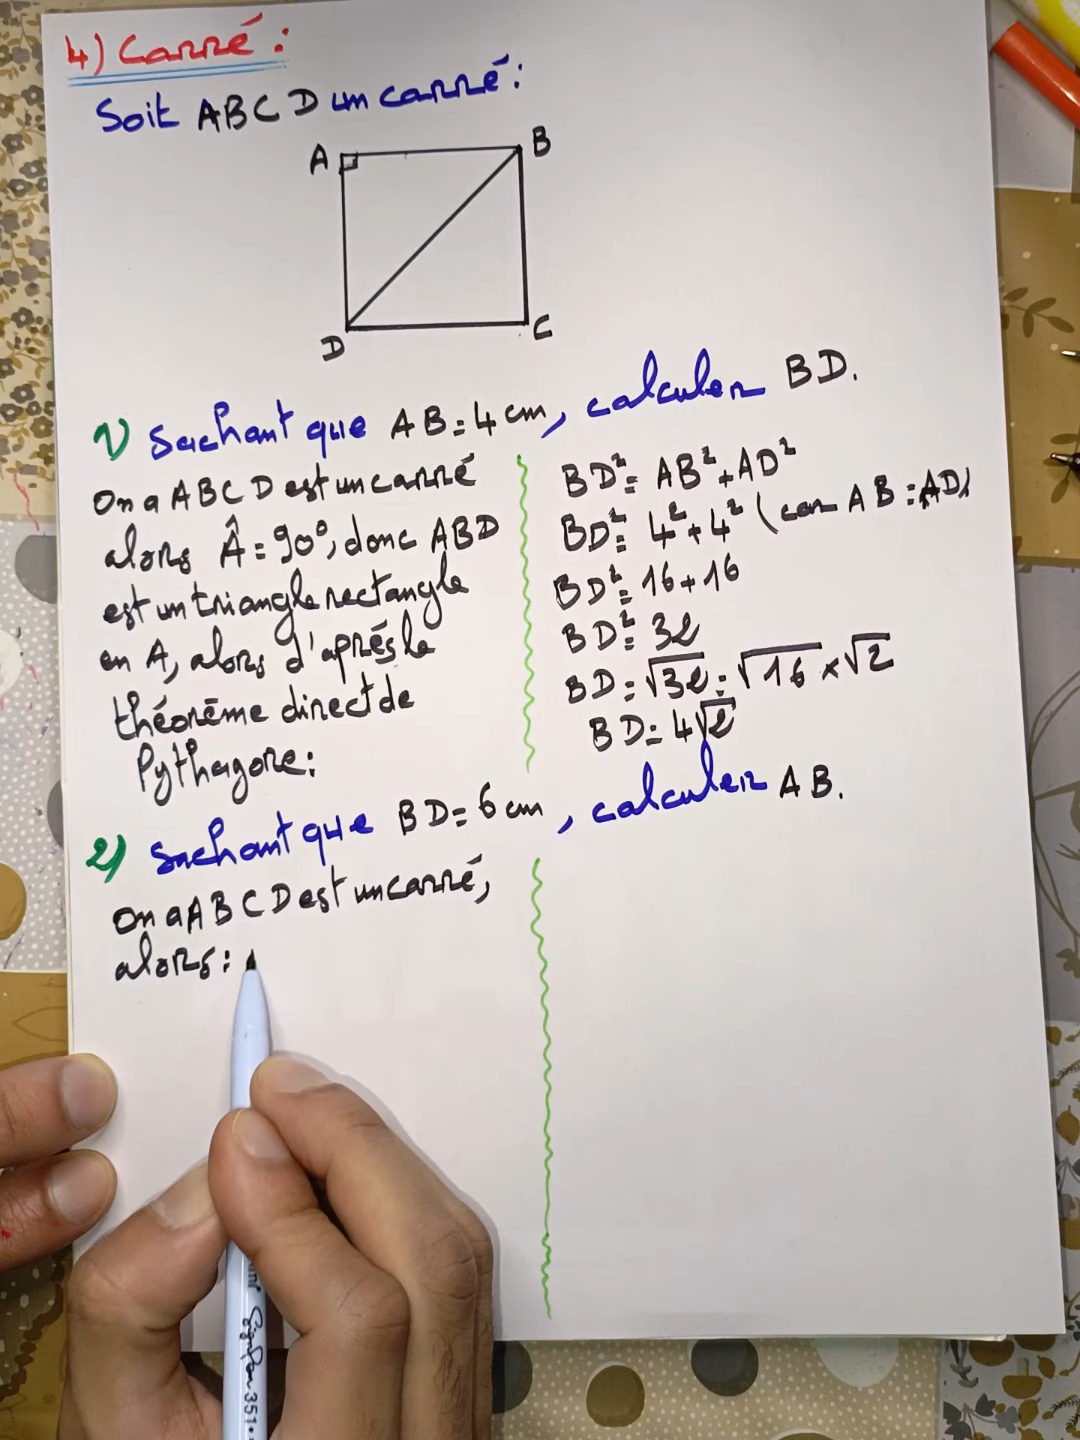 4) Carré :
Soit ABCD un carré :
A
B
D
C
1) Sachant que AB = 4 cm, calculer BD.
On a ABCD est un carré
alors Â = 90°, donc ABD
est un triangle rectangle
en A, alors d'aprés le
théorème direct de
Pythagore :
BD² = AB² + AD²
BD² = 4² + 4² (car AB = AD)
BD² = 16 + 16
BD² = 32
BD = √32 = √16 × √2
BD = 4√2
2) Sachant que BD = 6 cm, calculer AB.
On a ABCD est un carré,
alors :
351